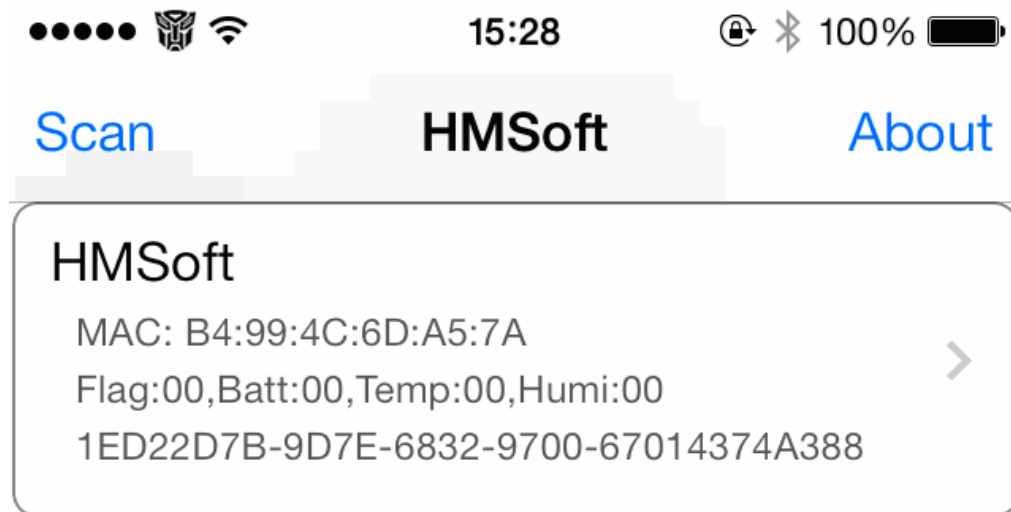 15:28 100%
Scan HMSoft About
HMSoft
MAC: B4:99:4C:6D:A5:7A
Flag:00,Batt:00,Temp:00,Humi:00
1ED22D7B-9D7E-6832-9700-67014374A388